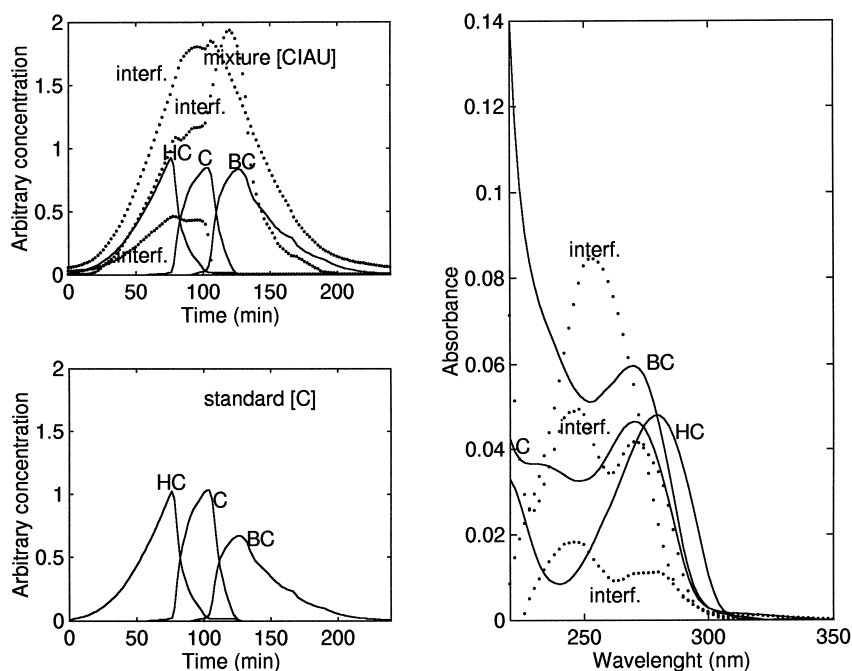 2
1.5
1
0.5
0
Arbitrary concentration
interf.
mixture [CIAU]
interf.
HC
C
BC
interf.
0
50
100
150
200
Time (min)
2
1.5
1
0.5
0
Arbitrary concentration
standard [C]
HC
C
BC
0
50
100
150
200
Time (min)
0.14
0.12
0.1
0.08
0.06
0.04
0.02
0
Absorbance
interf.
BC
interf.
HC
C
interf.
250
300
350
Wavelenght (nm)